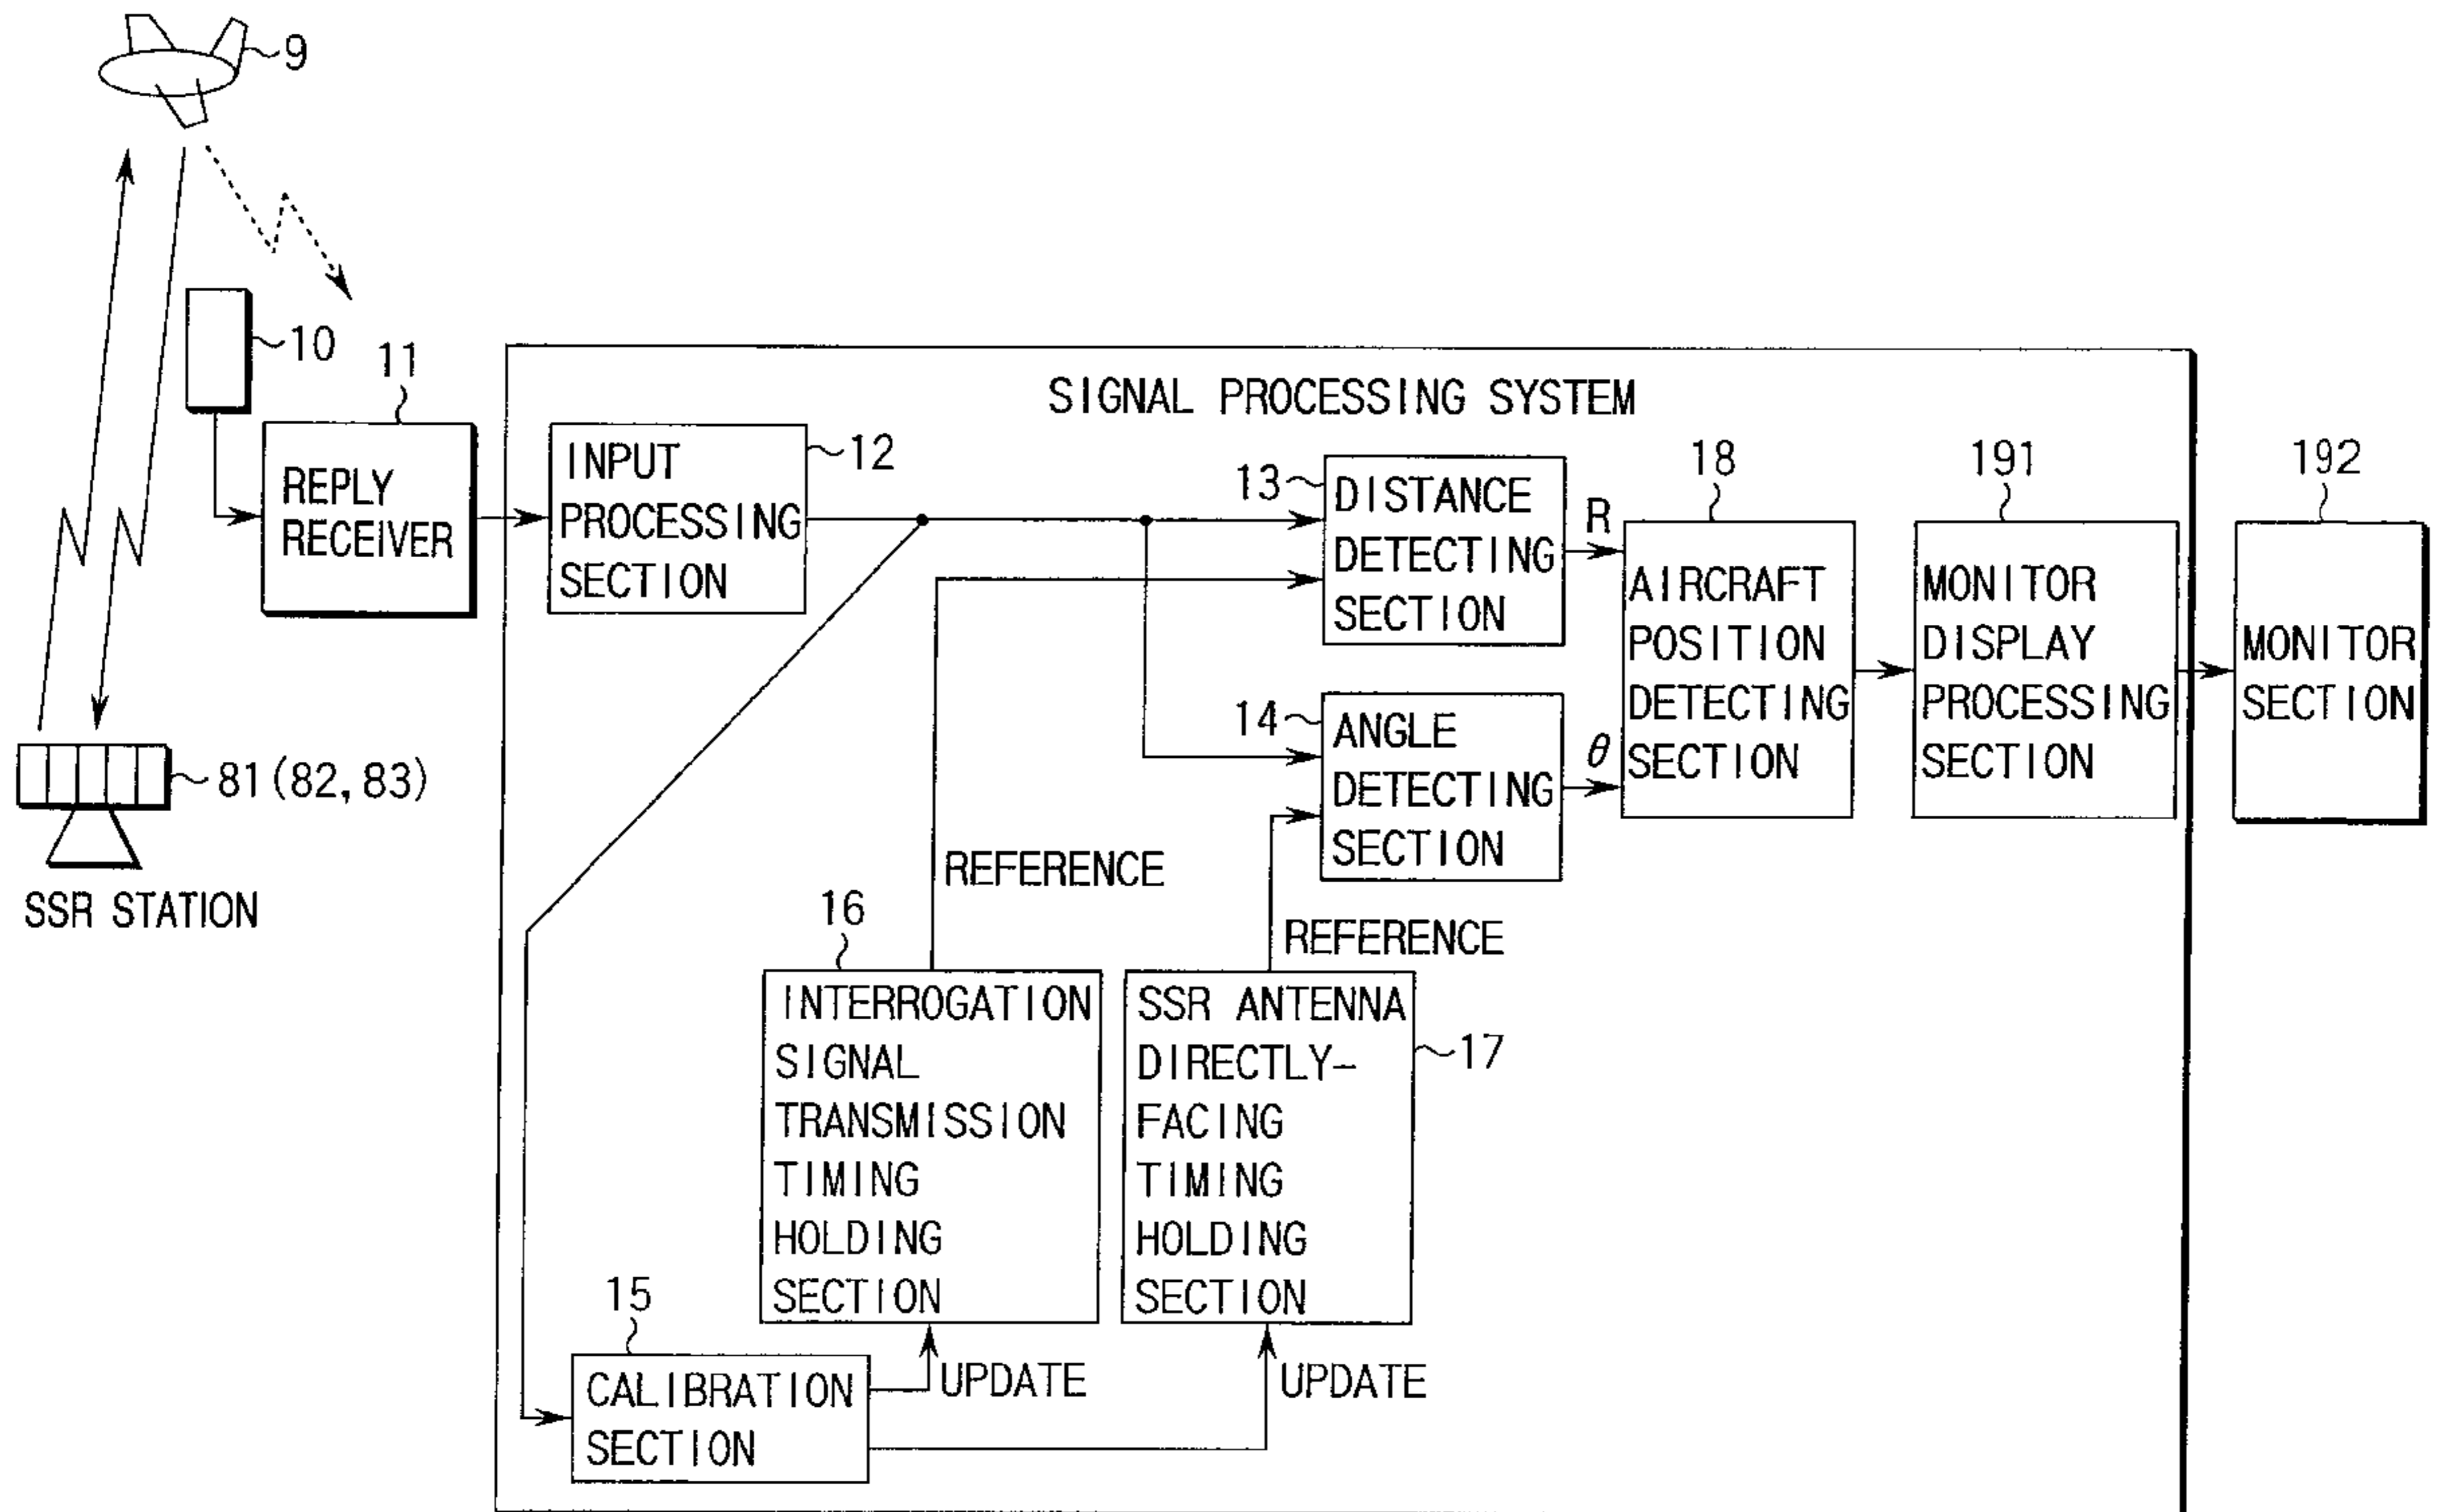 9
10
11
SIGNAL PROCESSING SYSTEM
REPLY
RECEIVER
INPUT
PROCESSING
SECTION
12
13
DISTANCE
DETECTING
SECTION
R
18
AIRCRAFT
POSITION
DETECTING
SECTION
191
MONITOR
DISPLAY
PROCESSING
SECTION
192
MONITOR
SECTION
14
ANGLE
DETECTING
SECTION
θ
81(82, 83)
SSR STATION
REFERENCE
REFERENCE
16
INTERROGATION
SIGNAL
TRANSMISSION
TIMING
HOLDING
SECTION
SSR ANTENNA
DIRECTLY-
FACING
TIMING
HOLDING
SECTION
17
15
CALIBRATION
SECTION
UPDATE
UPDATE